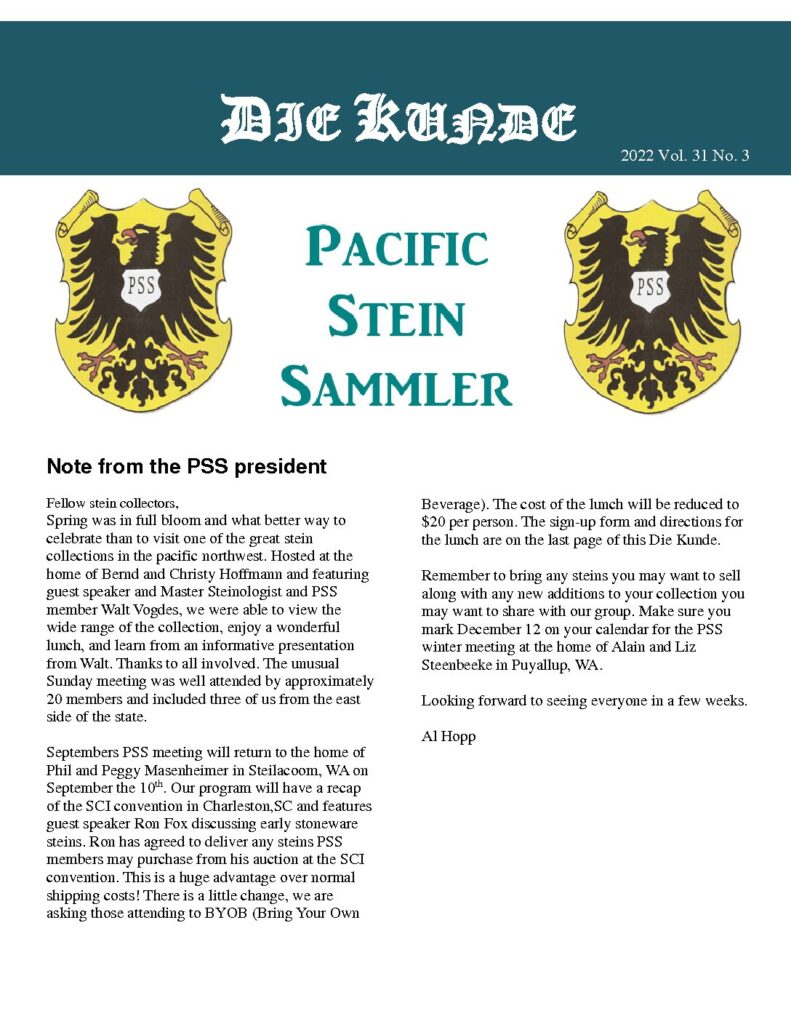 DIE KUNDE
2022 Vol. 31 No. 3
PSS
PACIFIC
STEIN
SAMMLER
PSS
Note from the PSS president
Fellow stein collectors,
Spring was in full bloom and what better way to
celebrate than to visit one of the great stein
collections in the pacific northwest. Hosted at the
home of Bernd and Christy Hoffmann and featuring
guest speaker and Master Steinologist and PSS
member Walt Vogdes, we were able to view the
wide range of the collection, enjoy a wonderful
lunch, and learn from an informative presentation
from Walt. Thanks to all involved. The unusual
Sunday meeting was well attended by approximately
20 members and included three of us from the east
side of the state.
Septembers PSS meeting will return to the home of
Phil and Peggy Masenheimer in Steilacoom, WA on
September the 10th. Our program will have a recap
of the SCI convention in Charleston,SC and features
guest speaker Ron Fox discussing early stoneware
steins. Ron has agreed to deliver any steins PSS
members may purchase from his auction at the SCI
convention. This is a huge advantage over normal
shipping costs! There is a little change, we are
asking those attending to BYOB (Bring Your Own
Beverage). The cost of the lunch will be reduced to
$20 per person. The sign-up form and directions for
the lunch are on the last page of this Die Kunde.
Remember to bring any steins you may want to sell
along with any new additions to your collection you
may want to share with our group. Make sure you
mark December 12 on your calendar for the PSS
winter meeting at the home of Alain and Liz
Steenbeeke in Puyallup, WA.
Looking forward to seeing everyone in a few weeks.
Al Hopp